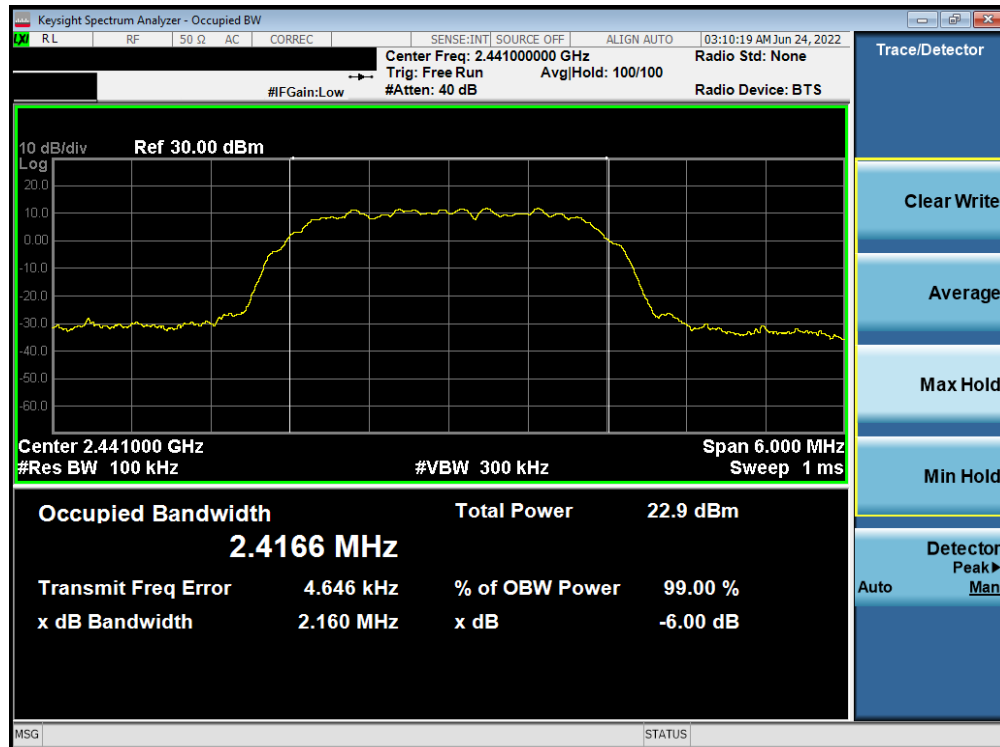 Keysight Spectrum Analyzer - Occupied BW
LXI RL RF 50 Ω AC CORREC SENSE:INT SOURCE OFF ALIGN AUTO 03:10:19 AM Jun 24, 2022
Center Freq: 2.441000000 GHz Radio Std: None
Trig: Free Run Avg|Hold: 100/100
#IFGain:Low #Atten: 40 dB Radio Device: BTS
10 dB/div Ref 30.00 dBm
Log
20.0
10.0
0.00
-10.0
-20.0
-30.0
-40.0
-50.0
-60.0
Center 2.441000 GHz Span 6.000 MHz
#Res BW 100 kHz #VBW 300 kHz Sweep 1 ms
Occupied Bandwidth Total Power 22.9 dBm
2.4166 MHz
Transmit Freq Error 4.646 kHz % of OBW Power 99.00 %
x dB Bandwidth 2.160 MHz x dB -6.00 dB
Trace/Detector
Clear Write
Average
Max Hold
Min Hold
Detector
Peak▶
Auto Man
MSG STATUS